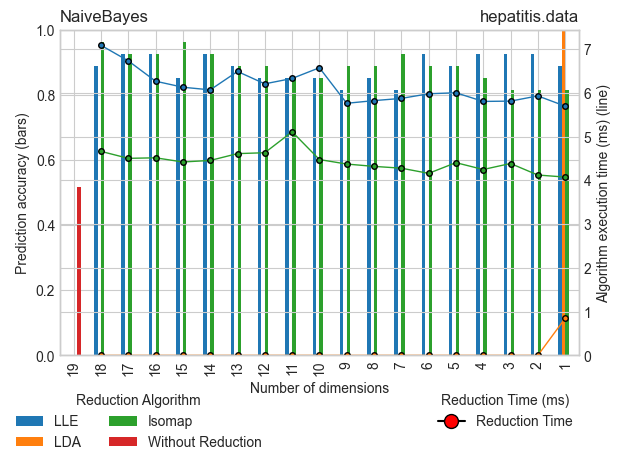 NaiveBayes
hepatitis.data
Prediction accuracy (bars)
1.0
0.8
0.6
0.4
0.2
0.0
7
6
5
4
3
2
1
0
Algorithm execution time (ms) (line)
19 18 17 16 15 14 13 12 11 10 9 8 7 6 5 4 3 2 1
Number of dimensions
Reduction Algorithm
LLE
LDA
Isomap
Without Reduction
Reduction Time (ms)
Reduction Time